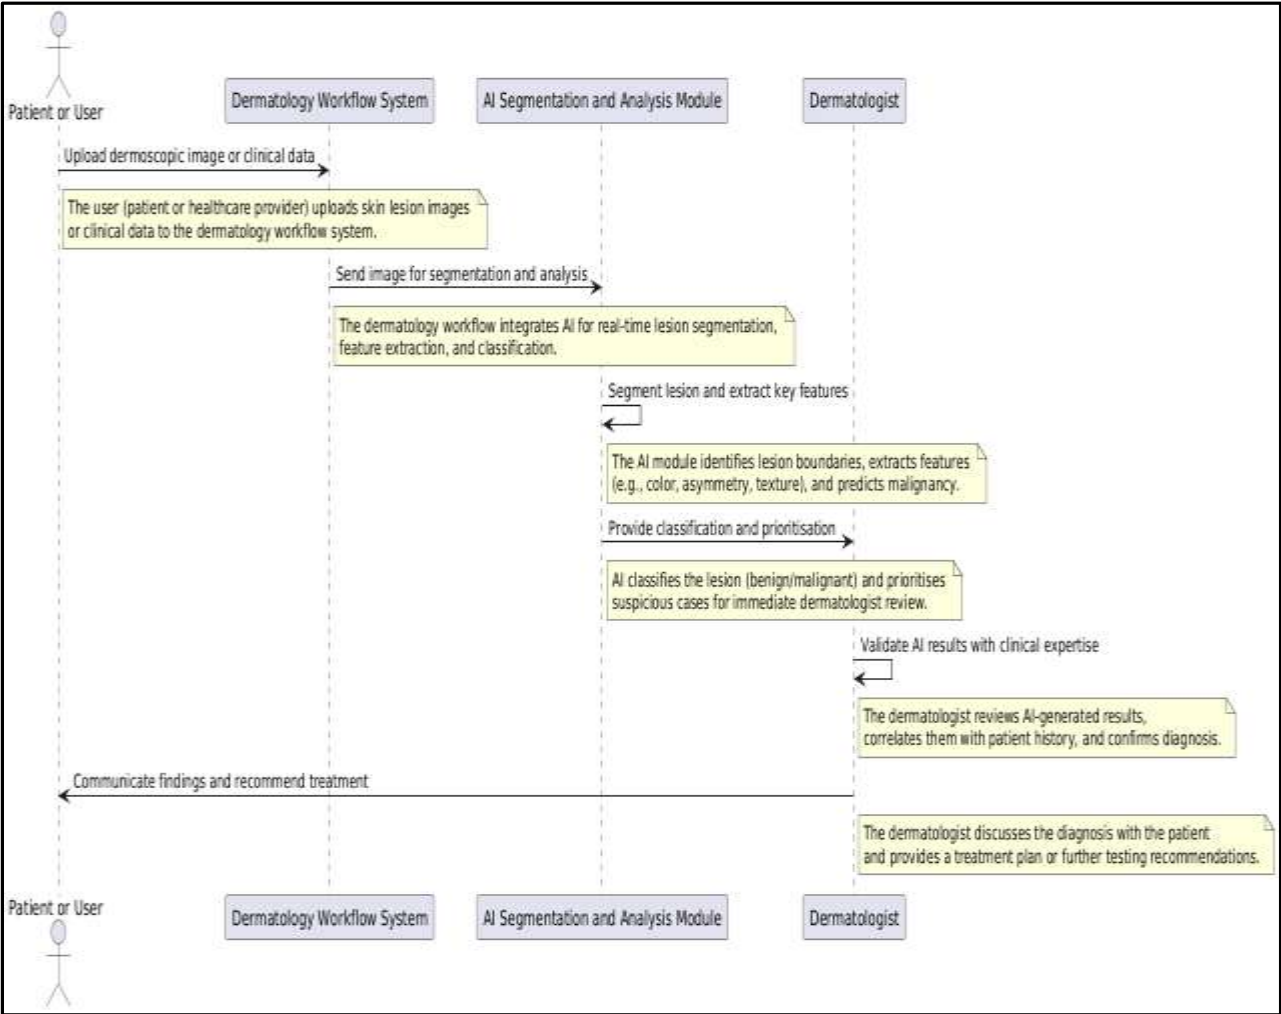 Patient or User
Dermatology Workflow System
AI Segmentation and Analysis Module
Dermatologist
Upload dermoscopic image or clinical data
The user (patient or healthcare provider) uploads skin lesion images
or clinical data to the dermatology workflow system.
Send image for segmentation and analysis
The dermatology workflow integrates AI for real-time lesion segmentation,
feature extraction, and classification.
Segment lesion and extract key features
The AI module identifies lesion boundaries, extracts features
(e.g., color, asymmetry, texture), and predicts malignancy.
Provide classification and prioritisation
AI classifies the lesion (benign/malignant) and prioritises
suspicious cases for immediate dermatologist review.
Validate AI results with clinical expertise
The dermatologist reviews AI-generated results,
correlates them with patient history, and confirms diagnosis.
Communicate findings and recommend treatment
The dermatologist discusses the diagnosis with the patient
and provides a treatment plan or further testing recommendations.
Patient or User
Dermatology Workflow System
AI Segmentation and Analysis Module
Dermatologist